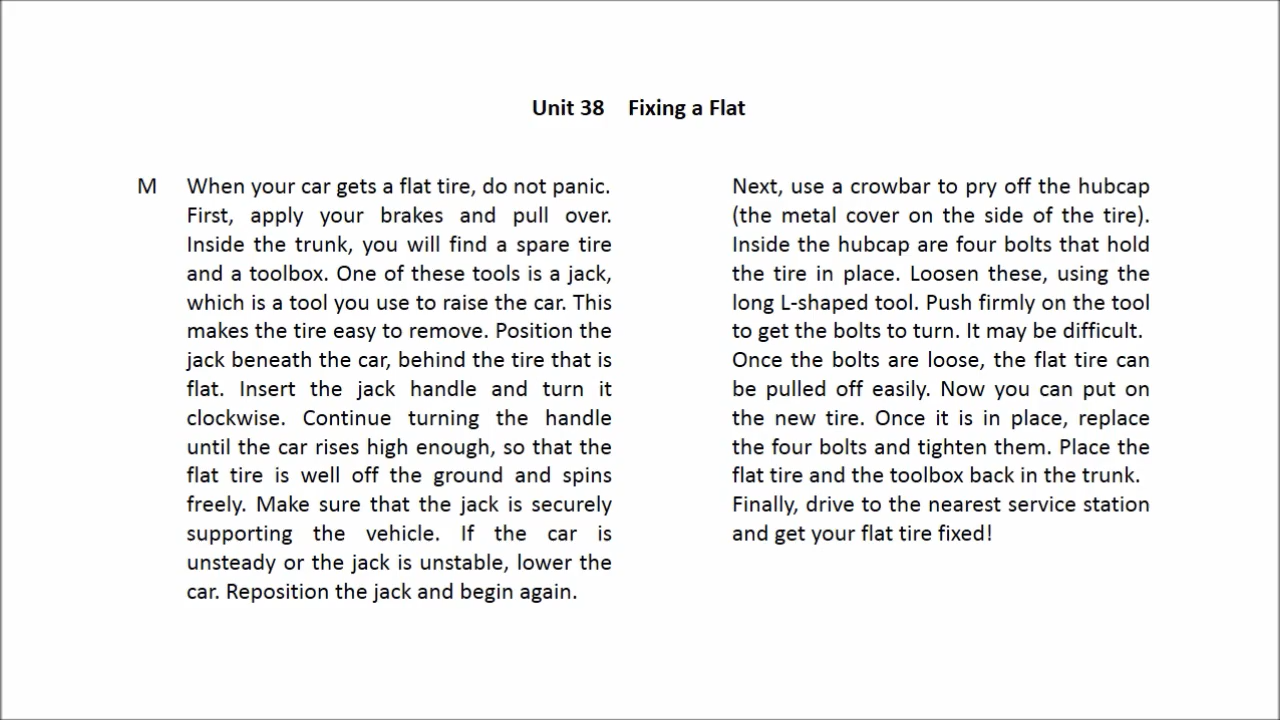 Unit 38 Fixing a Flat
M When your car gets a flat tire, do not panic.
First, apply your brakes and pull over.
Inside the trunk, you will find a spare tire
and a toolbox. One of these tools is a jack,
which is a tool you use to raise the car. This
makes the tire easy to remove. Position the
jack beneath the car, behind the tire that is
flat. Insert the jack handle and turn it
clockwise. Continue turning the handle
until the car rises high enough, so that the
flat tire is well off the ground and spins
freely. Make sure that the jack is securely
supporting the vehicle. If the car is
unsteady or the jack is unstable, lower the
car. Reposition the jack and begin again.
Next, use a crowbar to pry off the hubcap
(the metal cover on the side of the tire).
Inside the hubcap are four bolts that hold
the tire in place. Loosen these, using the
long L-shaped tool. Push firmly on the tool
to get the bolts to turn. It may be difficult.
Once the bolts are loose, the flat tire can
be pulled off easily. Now you can put on
the new tire. Once it is in place, replace
the four bolts and tighten them. Place the
flat tire and the toolbox back in the trunk.
Finally, drive to the nearest service station
and get your flat tire fixed!